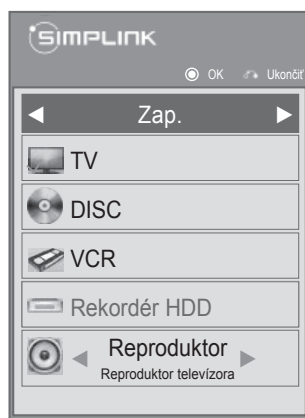 SIMPLINK
OK Ukončiť
Zap.
TV
DISC
VCR
Rekordér HDD
Reproduktor
Reproduktor televízora